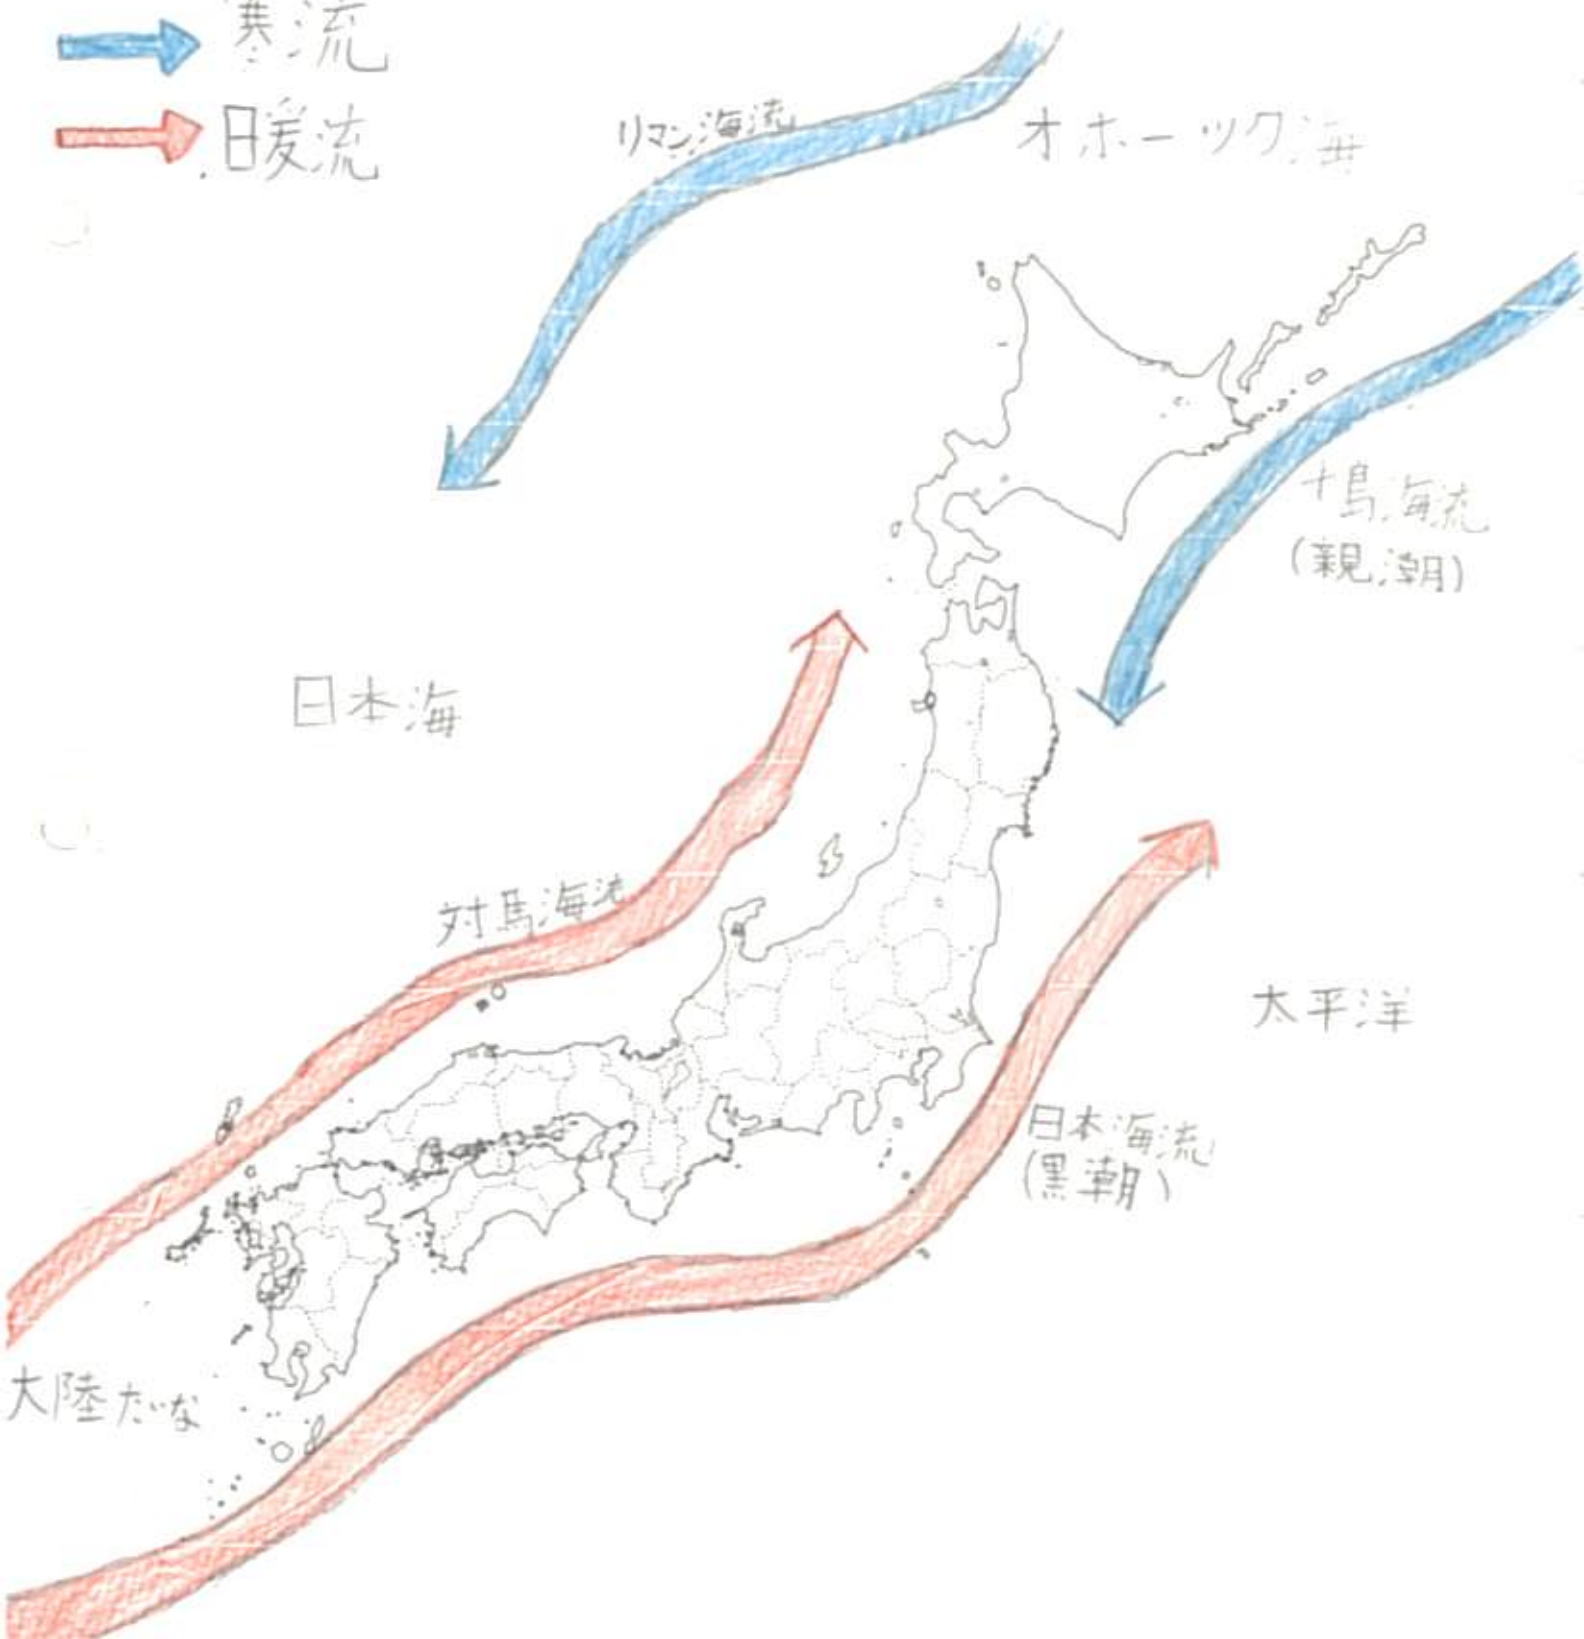 寒流
暖流
リマン海流
オホーツク海
千島海流
(親潮)
日本海
対馬海流
太平洋
日本海流
(黒潮)
大陸だな